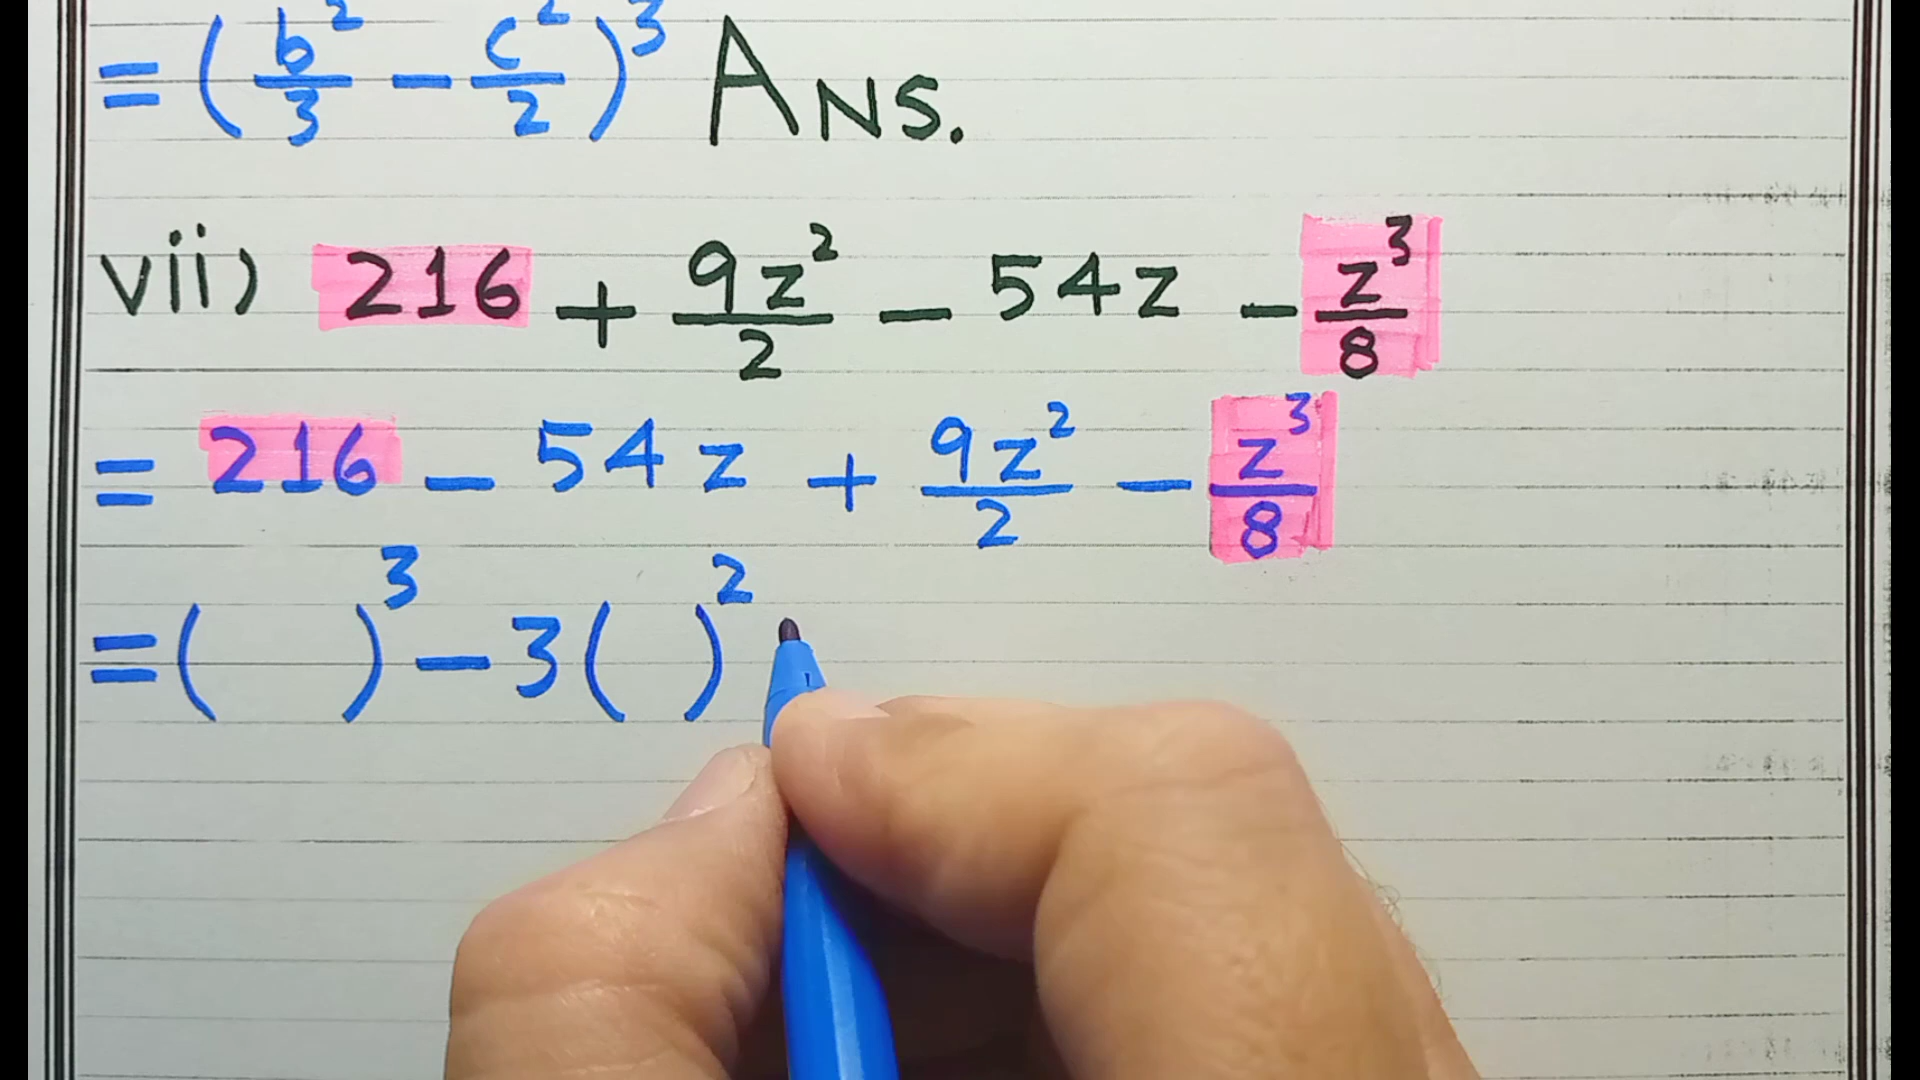 = (b²/3 - c²/2)³ ANS.
vii) 216 + 9z²/2 - 54z - z³/8
= 216 - 54z + 9z²/2 - z³/8
= ( )³ - 3( )²